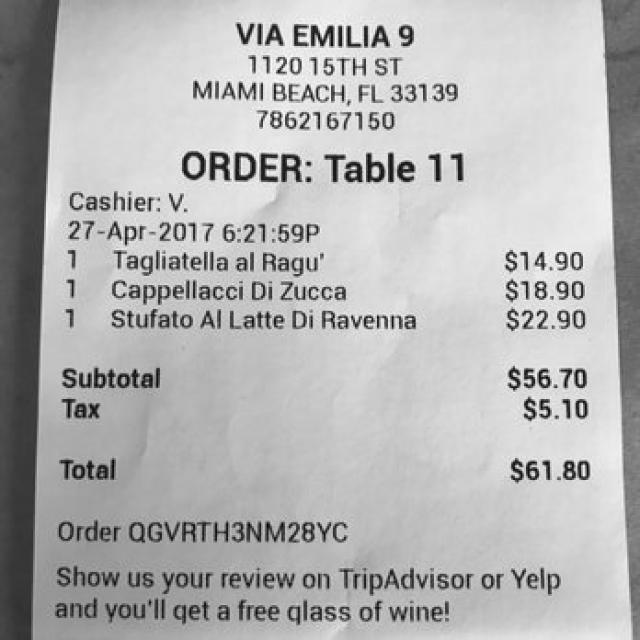 VIA EMILIA 9
1120 15TH ST
MIAMI BEACH, FL 33139
7862167150
ORDER: Table 11
Cashier: V.
27-Apr-2017 6:21:59P
1 Tagliatella al Ragu' $14.90
1 Cappellacci Di Zucca $18.90
1 Stufato Al Latte Di Ravenna $22.90
Subtotal $56.70
Tax $5.10
Total $61.80
Order QGVRTH3NM28YC
Show us your review on TripAdvisor or Yelp
and you'll get a free glass of wine!